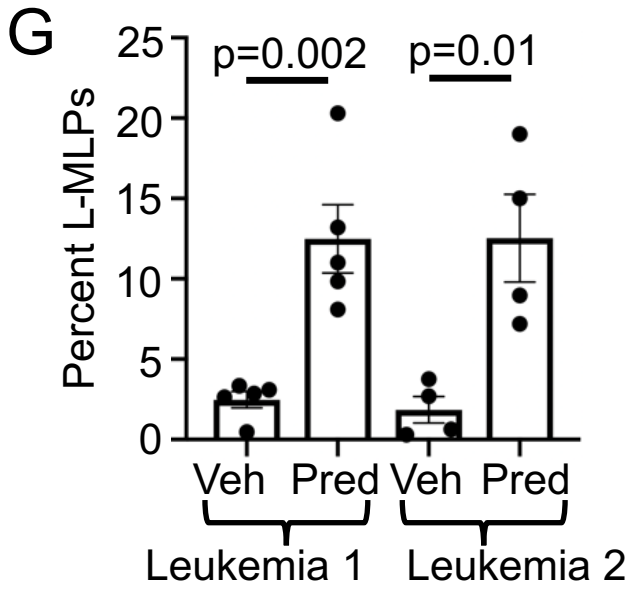 G
Percent L-MLPs
25
20
15
10
5
0
p=0.002 p=0.01
Veh Pred Veh Pred
Leukemia 1 Leukemia 2